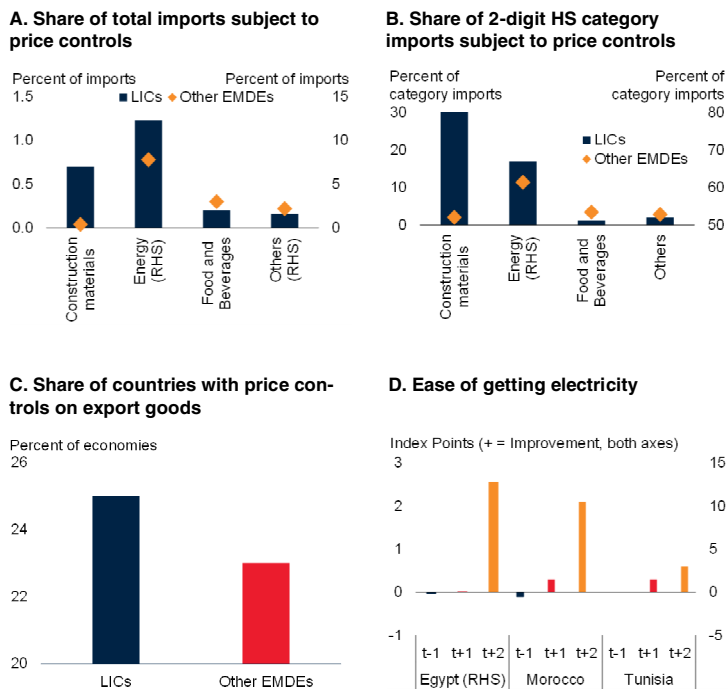 A. Share of total imports subject to
price controls
Percent of imports
Percent of imports
1.5
1.0
0.5
0.0
LICs
Other EMDEs
15
10
5
0
Construction
materials
Energy
(RHS)
Food and
Beverages
Others
(RHS)
B. Share of 2-digit HS category
imports subject to price controls
Percent of
category imports
Percent of
category imports
30
20
10
0
LICs
Other EMDEs
80
70
60
50
Construction
materials
Energy
(RHS)
Food and
Beverages
Others
C. Share of countries with price con-
trols on export goods
Percent of economies
26
24
22
20
LICs
Other EMDEs
D. Ease of getting electricity
Index Points (+ = Improvement, both axes)
3
2
1
0
-1
15
10
5
0
-5
t-1 t+1 t+2 t-1 t+1 t+2 t-1 t+1 t+2
Egypt (RHS) Morocco Tunisia